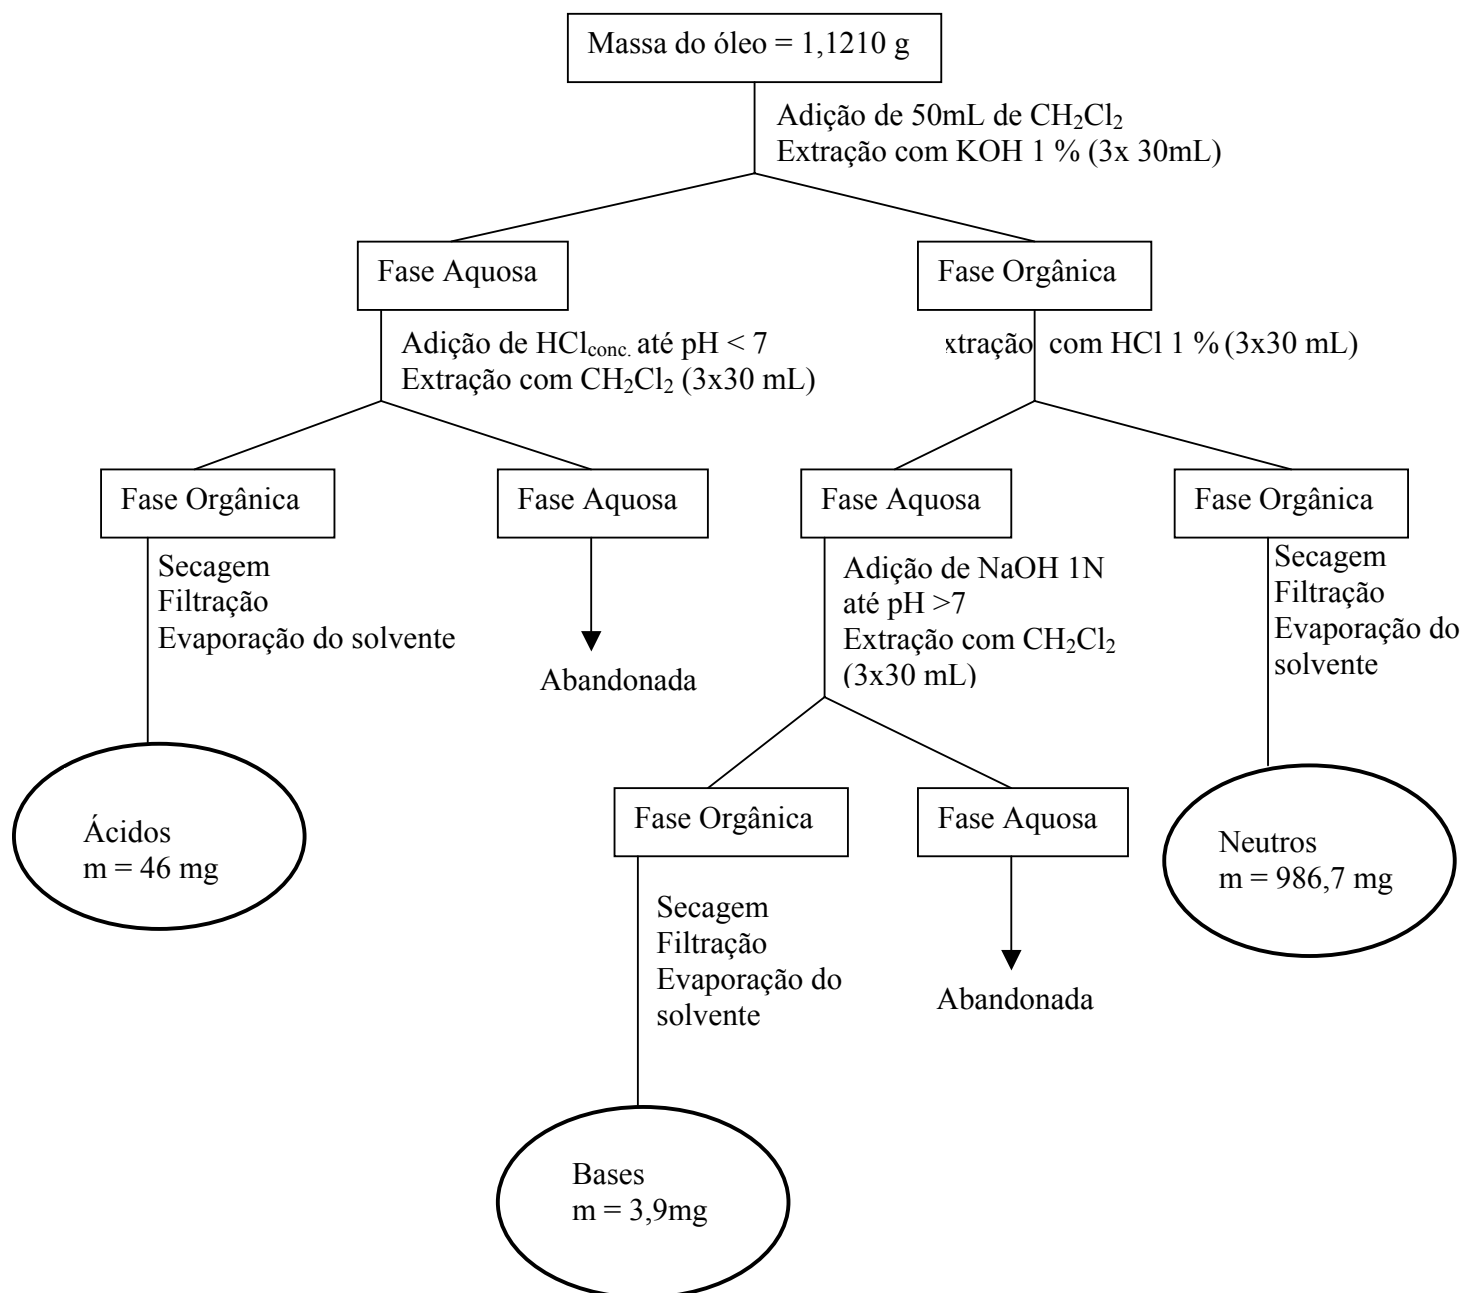 Massa do óleo = 1,1210 g
Adição de 50mL de CH₂Cl₂
Extração com KOH 1 % (3x 30mL)
Fase Aquosa
Fase Orgânica
Adição de HCl_conc. até pH < 7
Extração com CH₂Cl₂ (3x30 mL)
xtração com HCl 1 % (3x30 mL)
Fase Orgânica
Fase Aquosa
Fase Aquosa
Fase Orgânica
Secagem
Filtração
Evaporação do solvente
Abandonada
Adição de NaOH 1N
até pH >7
Extração com CH₂Cl₂
(3x30 mL)
Secagem
Filtração
Evaporação do
solvente
Ácidos
m = 46 mg
Fase Orgânica
Fase Aquosa
Neutros
m = 986,7 mg
Secagem
Filtração
Evaporação do
solvente
Abandonada
Bases
m = 3,9mg